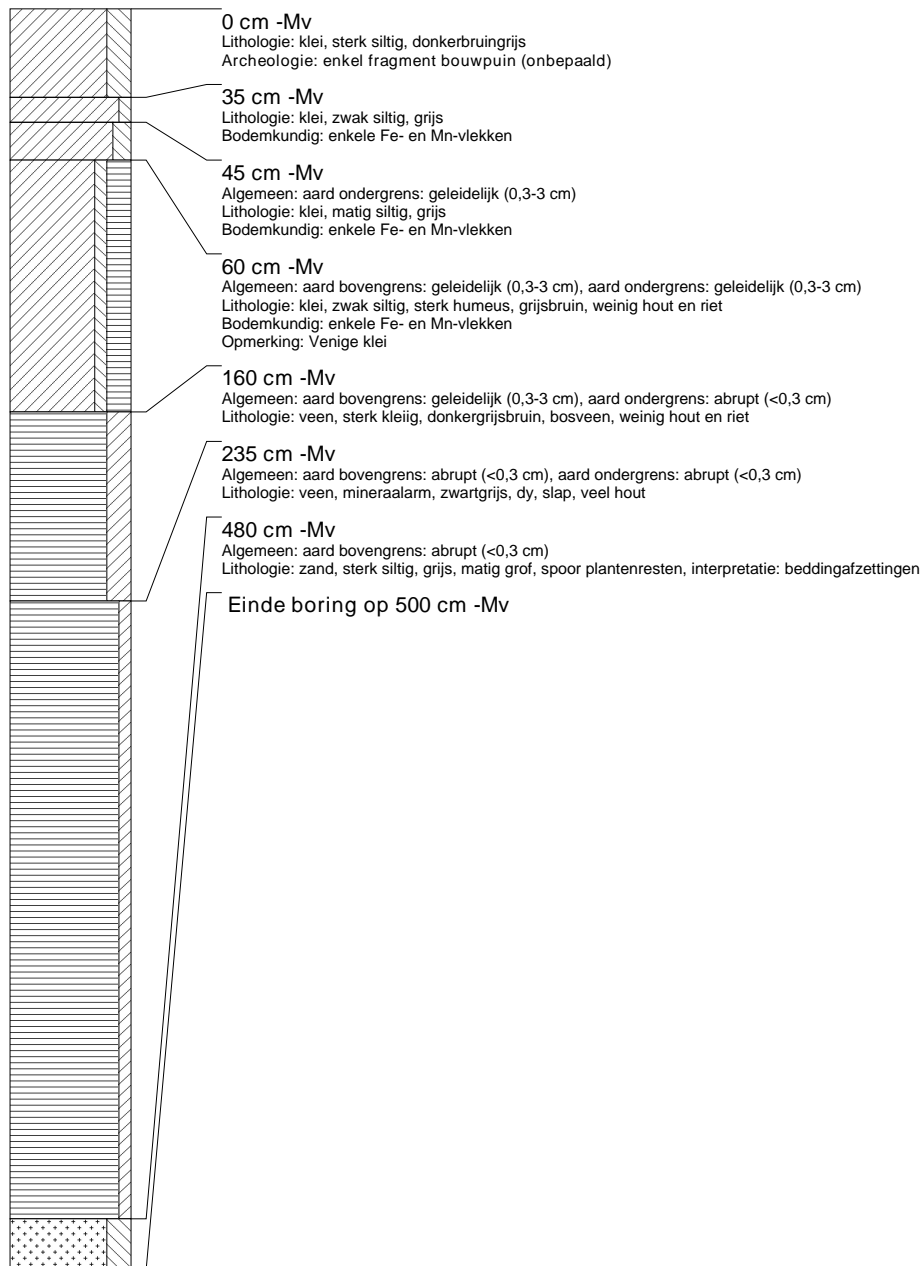 0 cm -Mv
Lithologie: klei, sterk siltig, donkerbruingrijs
Archeologie: enkel fragment bouwpuin (onbepaald)
35 cm -Mv
Lithologie: klei, zwak siltig, grijs
Bodemkundig: enkele Fe- en Mn-vlekken
45 cm -Mv
Algemeen: aard ondergrens: geleidelijk (0,3-3 cm)
Lithologie: klei, matig siltig, grijs
Bodemkundig: enkele Fe- en Mn-vlekken
60 cm -Mv
Algemeen: aard bovengrens: geleidelijk (0,3-3 cm), aard ondergrens: geleidelijk (0,3-3 cm)
Lithologie: klei, zwak siltig, sterk humeus, grijsbruin, weinig hout en riet
Bodemkundig: enkele Fe- en Mn-vlekken
Opmerking: Venige klei
160 cm -Mv
Algemeen: aard bovengrens: geleidelijk (0,3-3 cm), aard ondergrens: abrupt (<0,3 cm)
Lithologie: veen, sterk kleiig, donkergrijsbruin, bosveen, weinig hout en riet
235 cm -Mv
Algemeen: aard bovengrens: abrupt (<0,3 cm), aard ondergrens: abrupt (<0,3 cm)
Lithologie: veen, mineraalarm, zwartgrijs, dy, slap, veel hout
480 cm -Mv
Algemeen: aard bovengrens: abrupt (<0,3 cm)
Lithologie: zand, sterk siltig, grijs, matig grof, spoor plantenresten, interpretatie: beddingafzettingen
Einde boring op 500 cm -Mv